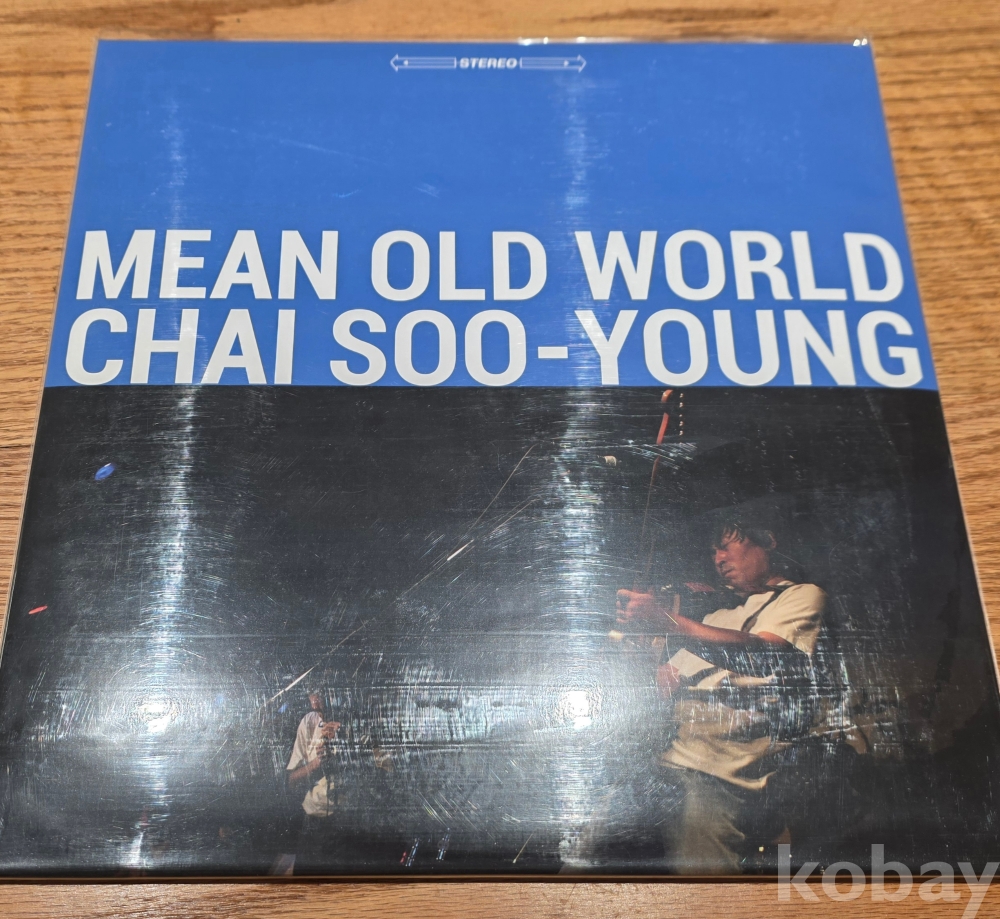 STEREO
MEAN OLD WORLD
CHAI SOO-YOUNG
kobay